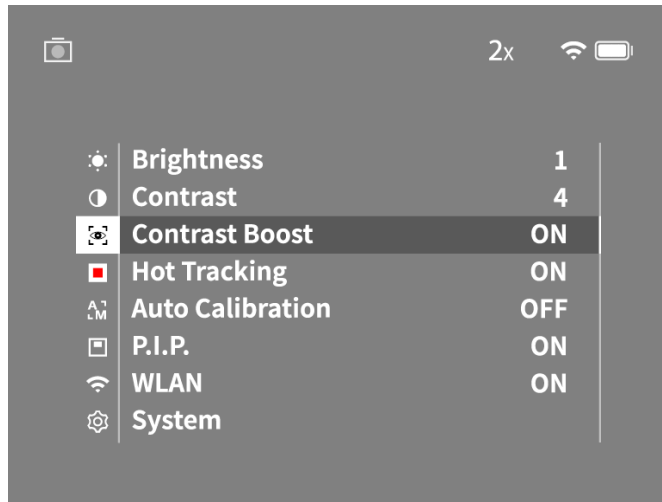 2x
Brightness 1
Contrast 4
Contrast Boost ON
Hot Tracking ON
A M Auto Calibration OFF
P.I.P. ON
WLAN ON
System